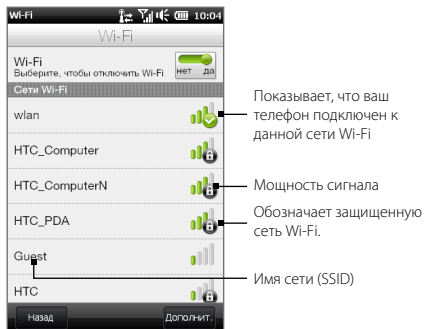 Wi-Fi 10:04
Wi-Fi
Wi-Fi
Выберите, чтобы отключить Wi-Fi
нет да
Сети Wi-Fi
wlan
HTC_Computer
HTC_ComputerN
HTC_PDA
Guest
HTC
Назад Дополнит.
Показывает, что ваш
телефон подключен к
данной сети Wi-Fi
Мощность сигнала
Обозначает защищенную
сеть Wi-Fi.
Имя сети (SSID)